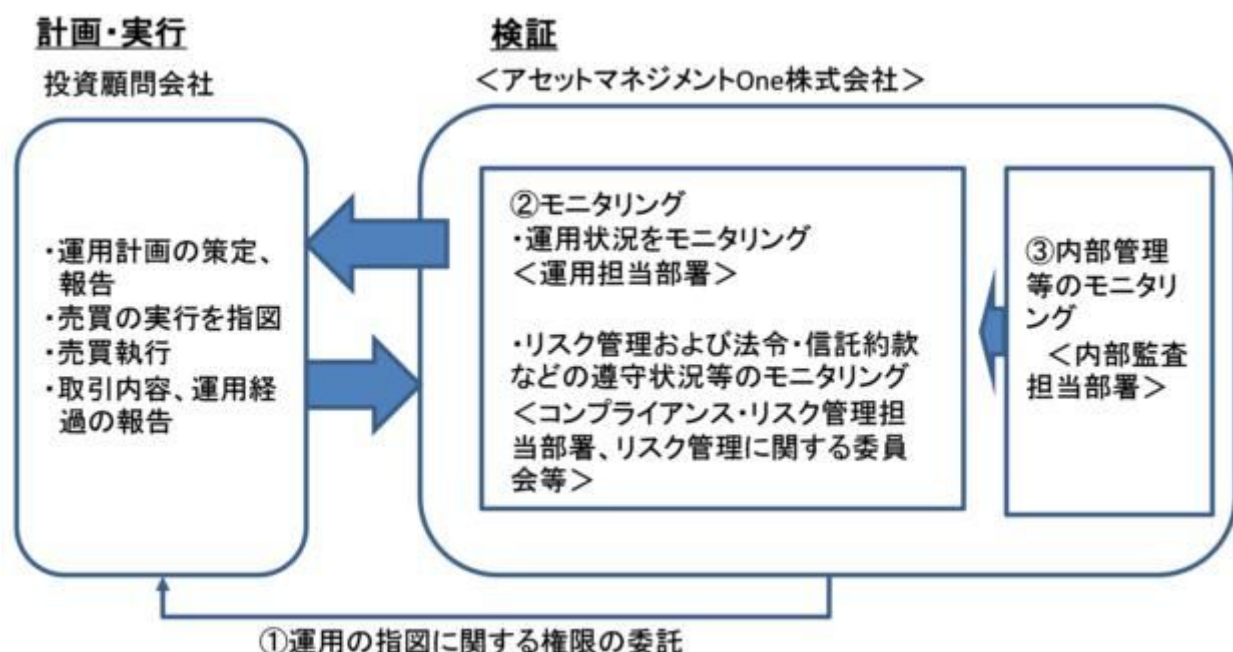 計画・実行
投資顧問会社
・運用計画の策定、
報告
・売買の実行を指図
・売買執行
・取引内容、運用経
過の報告
検証
＜アセットマネジメントOne株式会社＞
②モニタリング
・運用状況をモニタリング
＜運用担当部署＞
・リスク管理および法令・信託約款
などの遵守状況等のモニタリング
＜コンプライアンス・リスク管理担
当部署、リスク管理に関する委員
会等＞
③内部管理
等のモニタリ
ング
＜内部監査
担当部署＞
①運用の指図に関する権限の委託